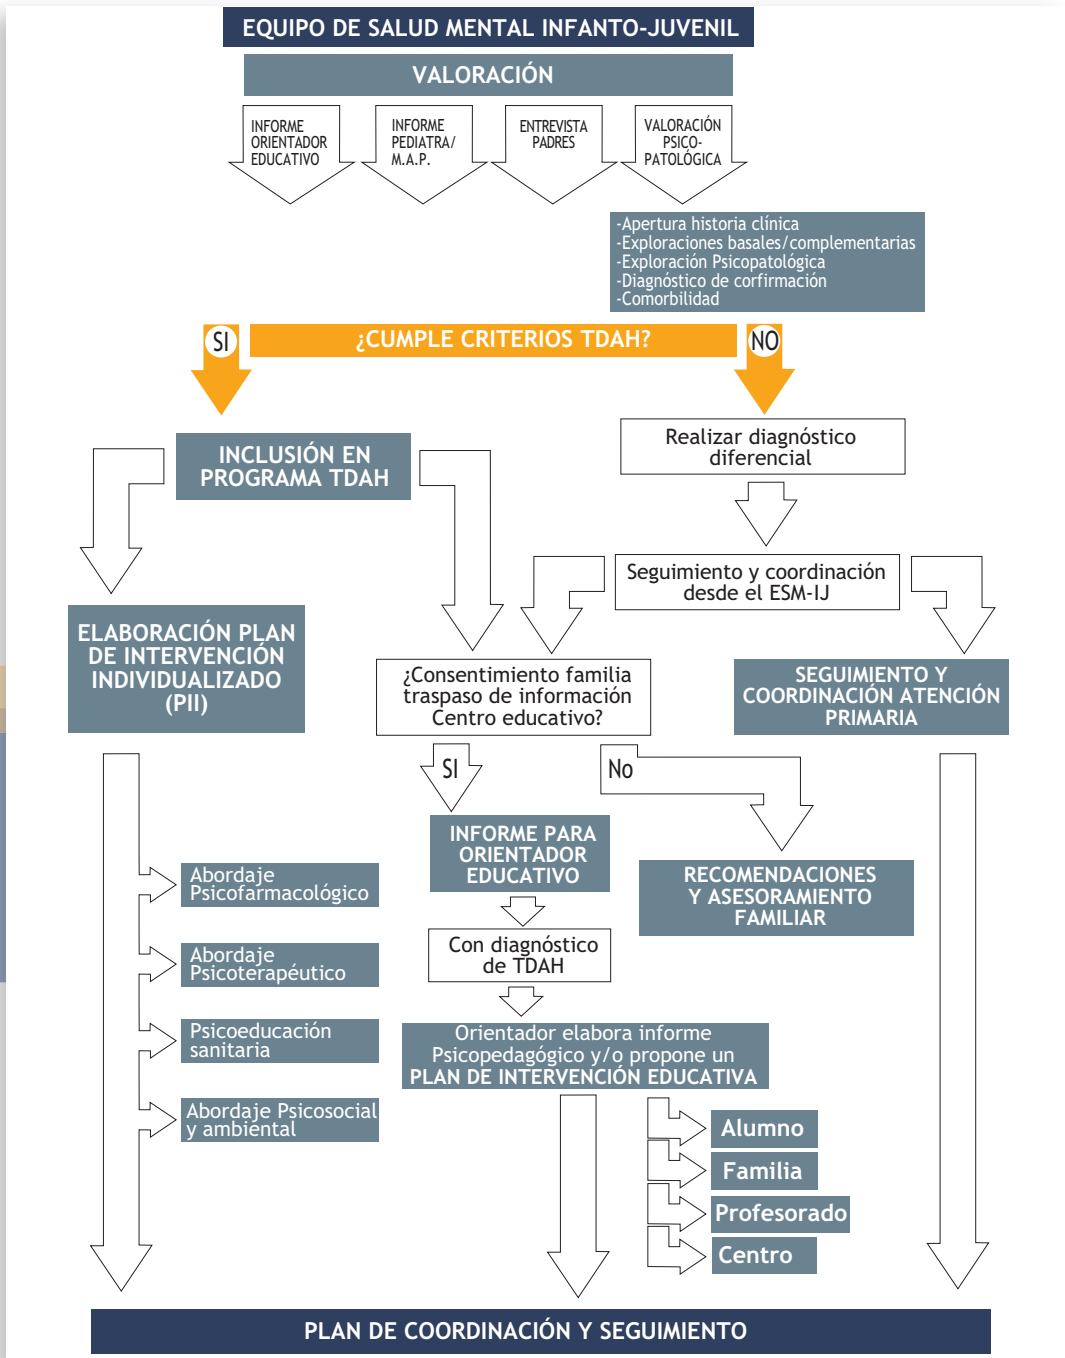 EQUIPO DE SALUD MENTAL INFANTO-JUVENIL
VALORACIÓN
INFORME
ORIENTADOR
EDUCATIVO
INFORME
PEDIATRA/
M.A.P.
ENTREVISTA
PADRES
VALORACIÓN
PSICO-
PATOLÓGICA
-Apertura historia clínica
-Exploraciones basales/complementarias
-Exploración Psicopatológica
-Diagnóstico de corfirmación
-Comorbilidad
SI
¿CUMPLE CRITERIOS TDAH?
NO
INCLUSIÓN EN
PROGRAMA TDAH
Realizar diagnóstico
diferencial
Seguimiento y coordinación
desde el ESM-IJ
ELABORACIÓN PLAN
DE INTERVENCIÓN
INDIVIDUALIZADO
(PII)
¿Consentimiento familia
traspaso de información
Centro educativo?
SEGUIMIENTO Y
COORDINACIÓN ATENCIÓN
PRIMARIA
SI
No
INFORME PARA
ORIENTADOR
EDUCATIVO
RECOMENDACIONES
Y ASESORAMIENTO
FAMILIAR
Abordaje
Psicofarmacológico
Con diagnóstico
de TDAH
Abordaje
Psicoterapéutico
Psicoeducación
sanitaria
Orientador elabora informe
Psicopedagógico y/o propone un
PLAN DE INTERVENCIÓN EDUCATIVA
Abordaje Psicosocial
y ambiental
Alumno
Familia
Profesorado
Centro
PLAN DE COORDINACIÓN Y SEGUIMIENTO